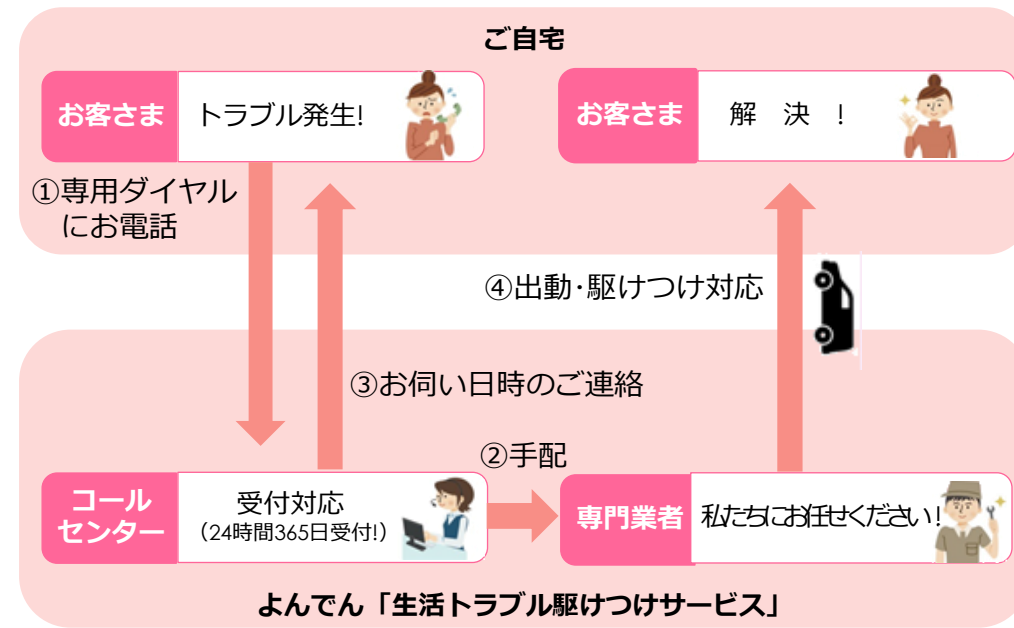 ご自宅
お客さま
トラブル発生!
お客さま
解 決 !
①専用ダイヤル
にお電話
④出動･駆けつけ対応
③お伺い日時のご連絡
②手配
コール
センター
受付対応
(24時間365日受付!)
専門業者
私たちにお任せください!
よんでん「生活トラブル駆けつけサービス」